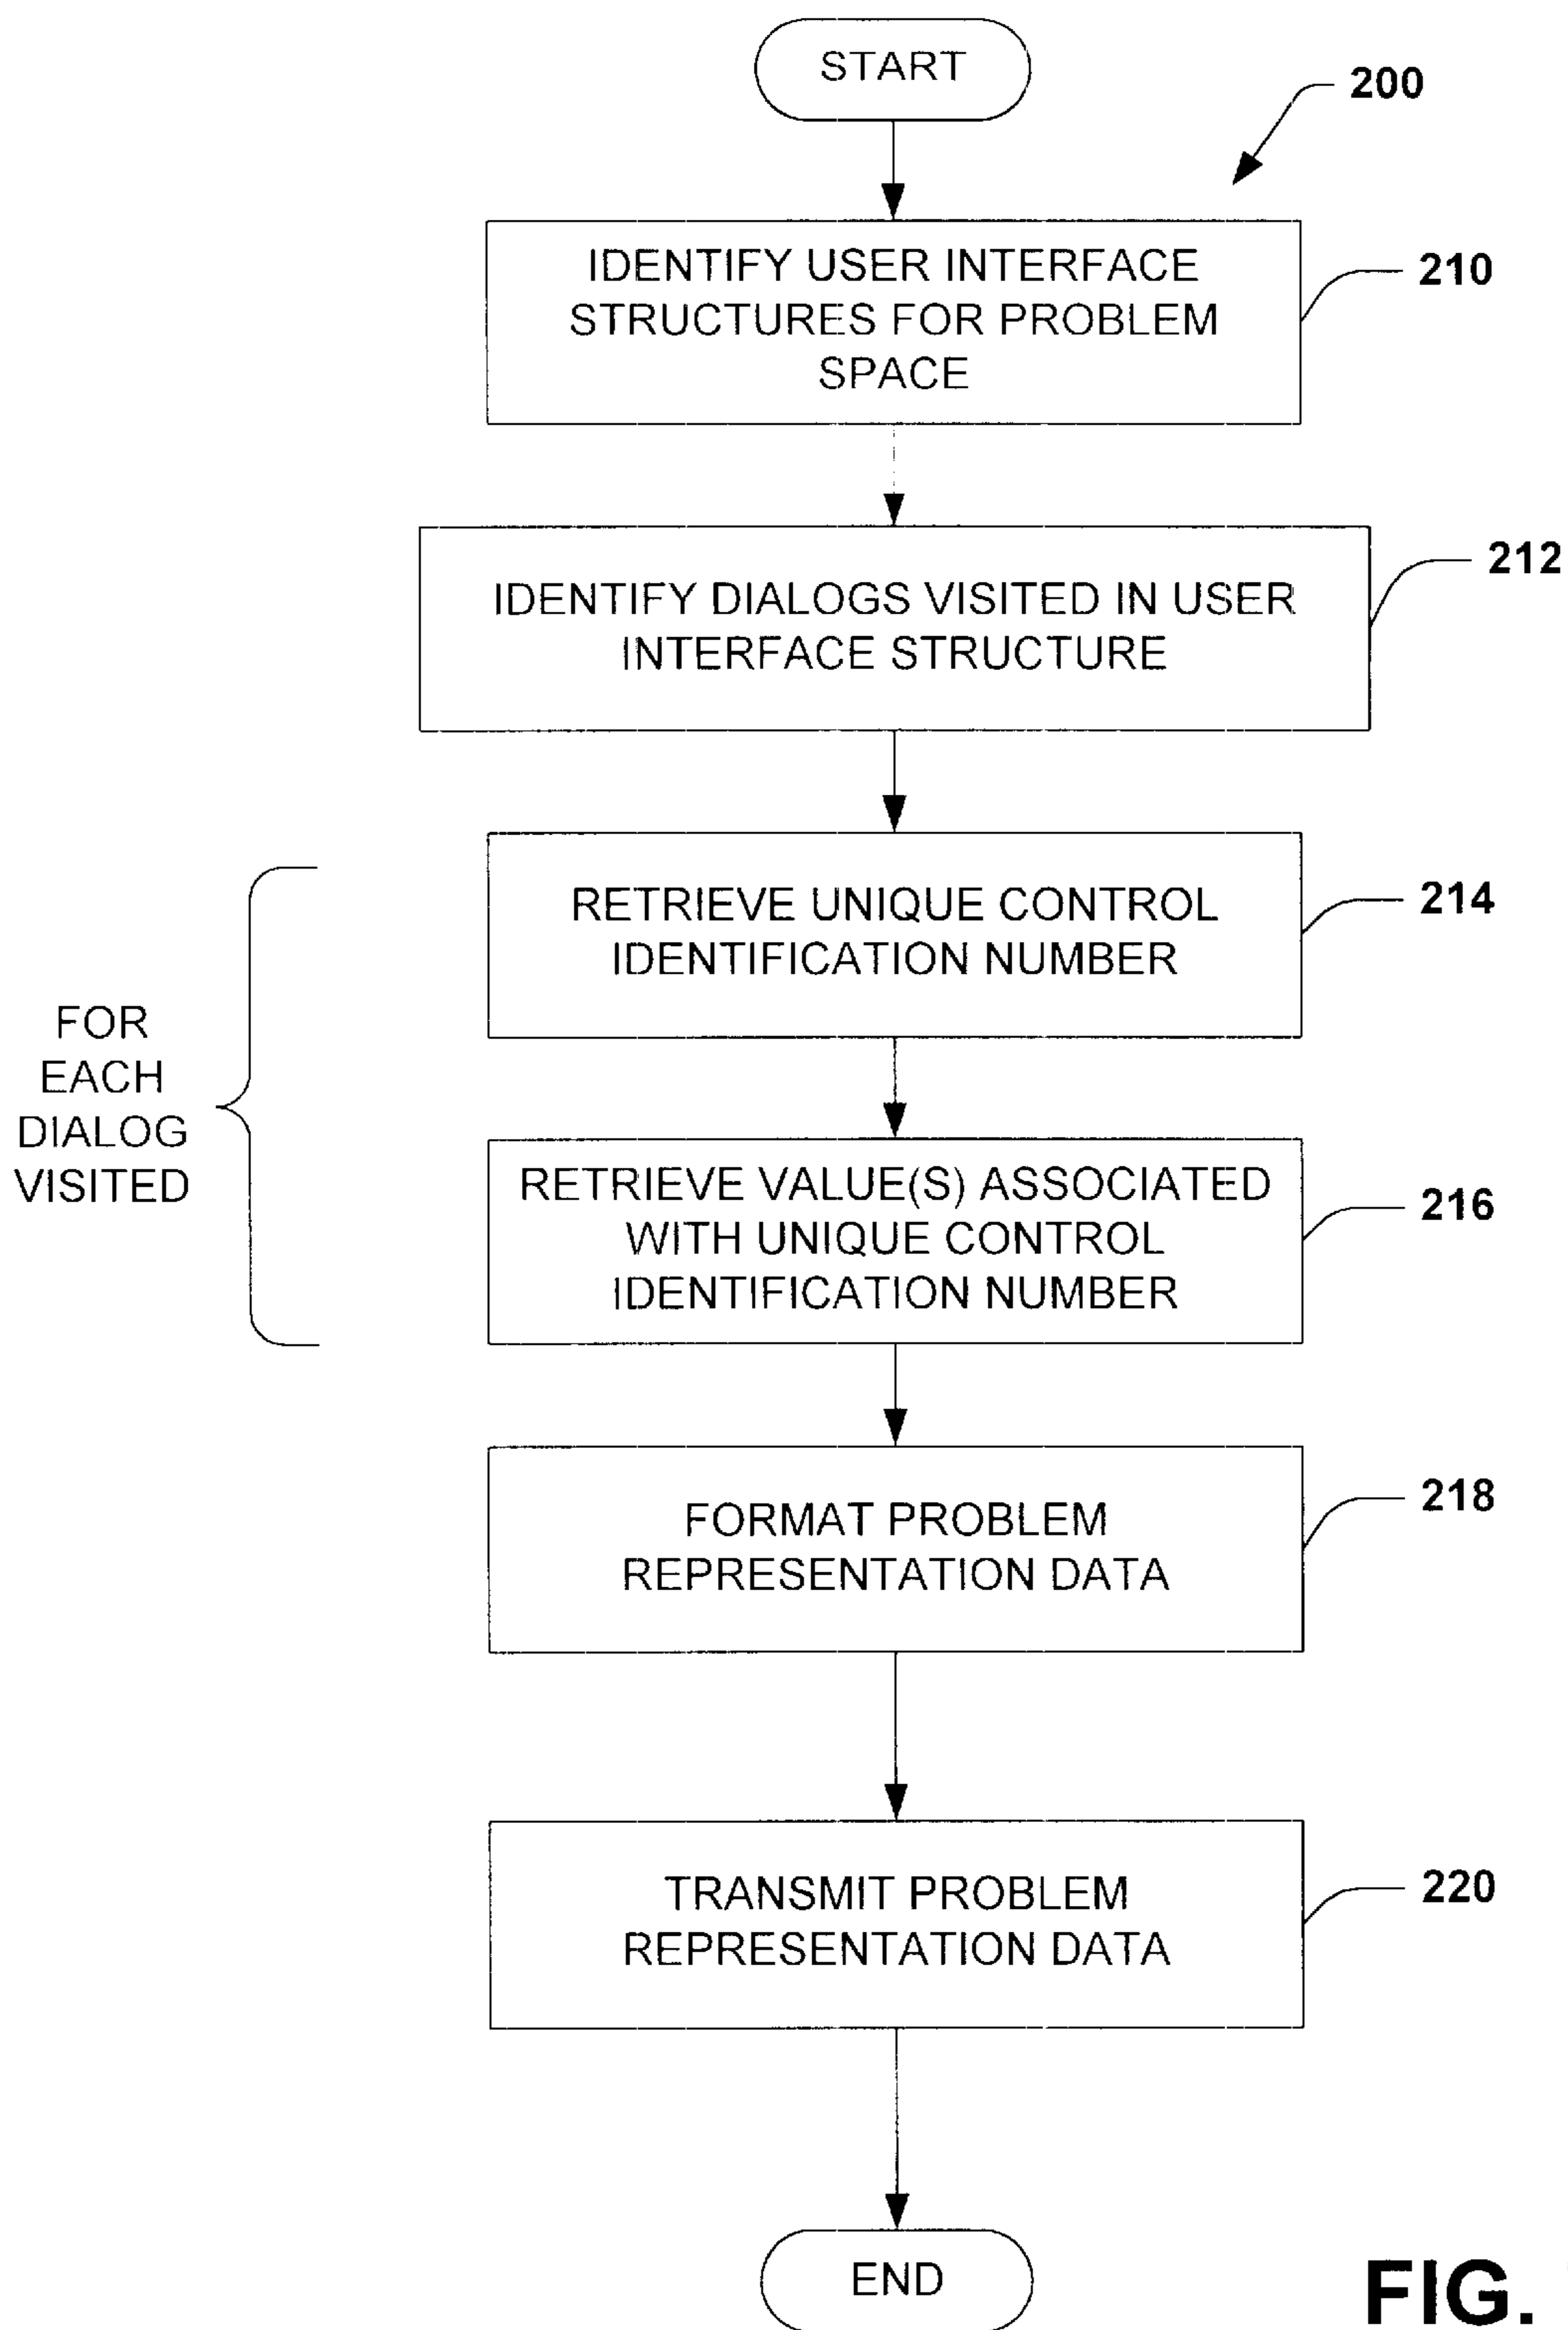 START
200
IDENTIFY USER INTERFACE
STRUCTURES FOR PROBLEM
SPACE
210
IDENTIFY DIALOGS VISITED IN USER
INTERFACE STRUCTURE
212
RETRIEVE UNIQUE CONTROL
IDENTIFICATION NUMBER
214
FOR
EACH
DIALOG
VISITED
RETRIEVE VALUE(S) ASSOCIATED
WITH UNIQUE CONTROL
IDENTIFICATION NUMBER
216
FORMAT PROBLEM
REPRESENTATION DATA
218
TRANSMIT PROBLEM
REPRESENTATION DATA
220
END
FIG.